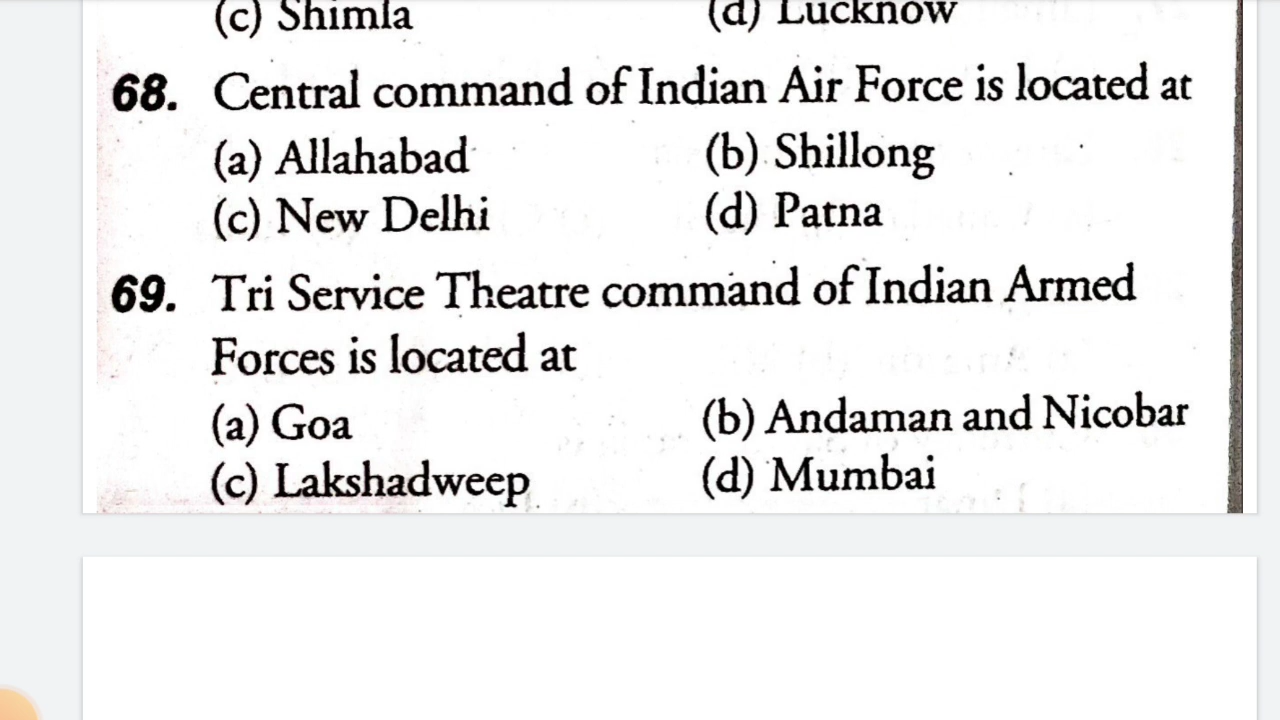 (c) Shimla (d) Lucknow
68. Central command of Indian Air Force is located at
(a) Allahabad (b) Shillong
(c) New Delhi (d) Patna
69. Tri Service Theatre command of Indian Armed
Forces is located at
(a) Goa (b) Andaman and Nicobar
(c) Lakshadweep (d) Mumbai